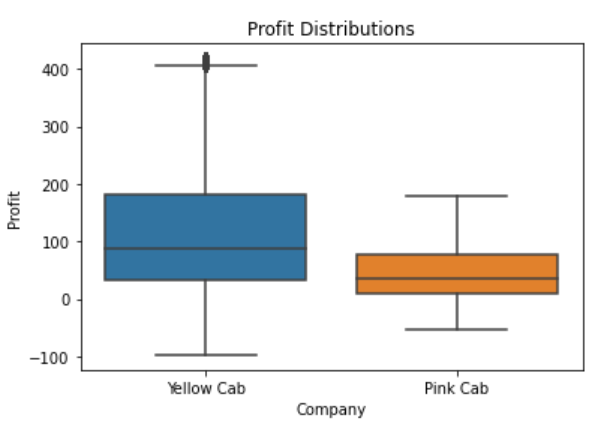 Profit Distributions
400
300
200
100
0
−100
Profit
Yellow Cab
Pink Cab
Company